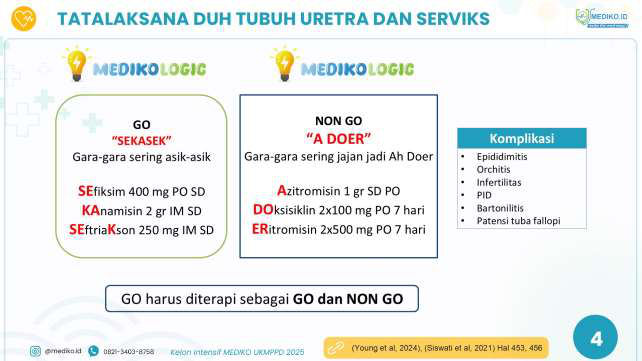 TATALAKSANA DUH TUBUH URETRA DAN SERVIKS
MEDIKO.ID
MEDIKOLOGIC
MEDIKOLOGIC
GO
“SEKASEK”
Gara-gara sering asik-asik
SEfiksim 400 mg PO SD
KAnamisin 2 gr IM SD
SEftriaKson 250 mg IM SD
NON GO
“A DOER”
Gara-gara sering jajan jadi Ah Doer
Azitromisin 1 gr SD PO
DOksisiklin 2x100 mg PO 7 hari
ERitromisin 2x500 mg PO 7 hari
Komplikasi
• Epididimitis
• Orchitis
• Infertilitas
• PID
• Bartonilitis
• Patensi tuba fallopi
GO harus diterapi sebagai GO dan NON GO
@mediko.id
0821-3403-8758
Kelon Intensif MEDIKO UKMPPD 2025
(Young et al, 2024), (Siswati et al, 2021) Hal 453, 456
4